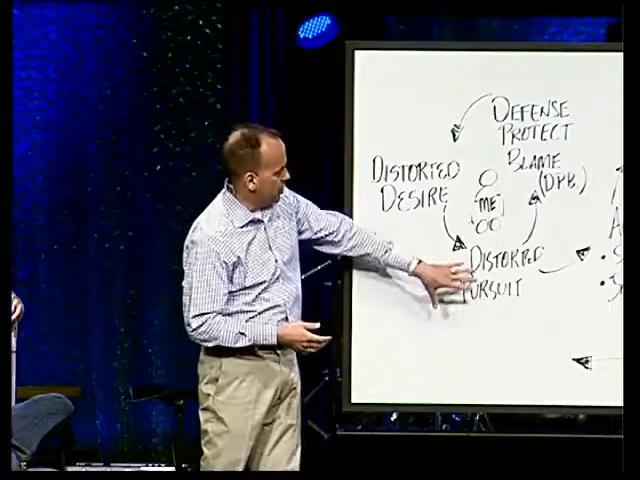 DEFENSE
PROTECT
BLAME
(DPB)
DISTORTED
DESIRE
"ME"
DISTORTED
PURSUIT